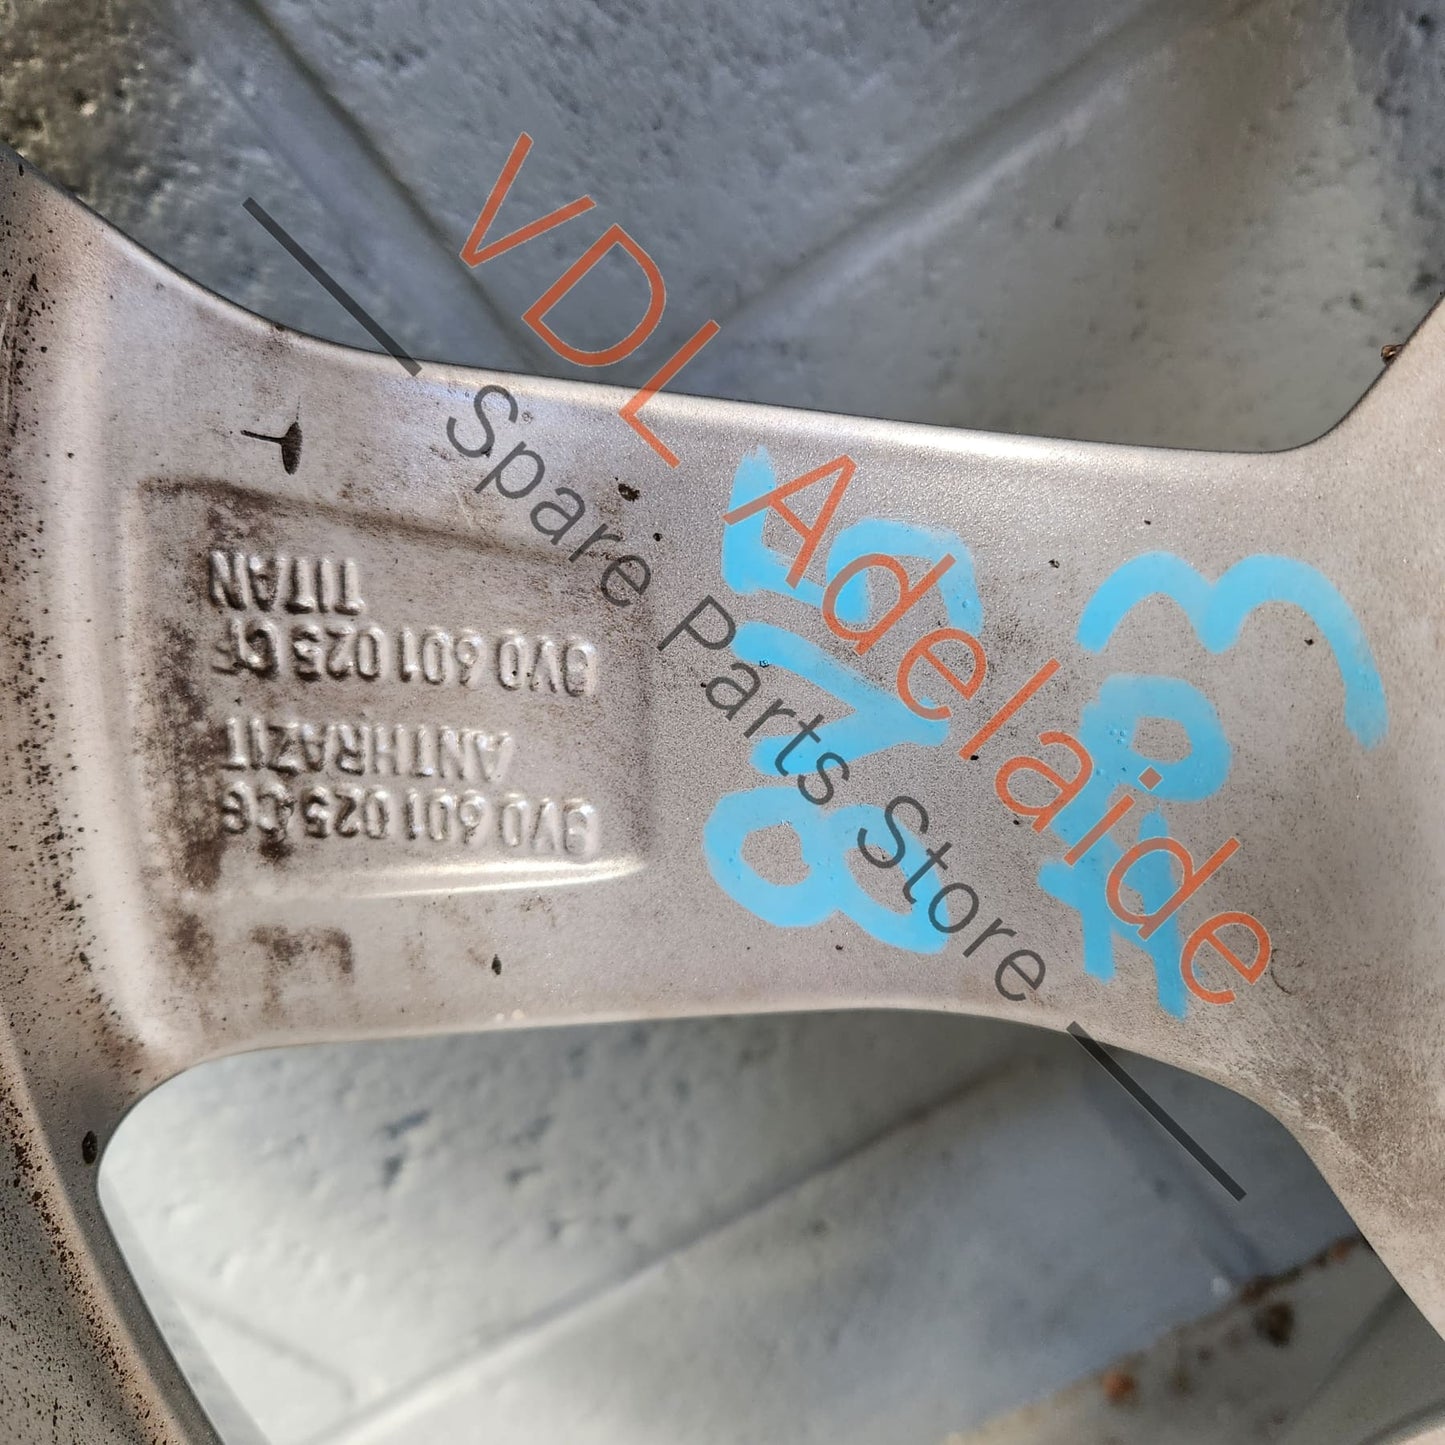 VDL Adelaide
Spare Parts Store
8V0 601 025 CG
ANTHRAZIT
8V0 601 025 CF
TITAN